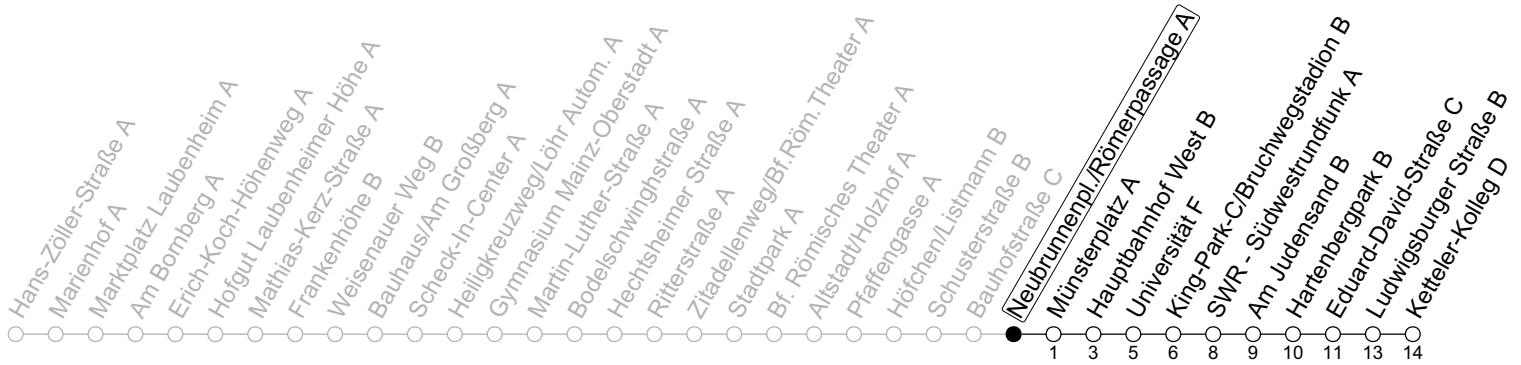 Hans-Zöller-Straße A
Marienhof A
Marktplatz Laubenheim A
Am Bornberg A
Erich-Koch-Höhenweg A
Hofgut Laubenheimer Höhe A
Mathias-Kerz-Straße A
Frankenhöhe B
Weisenauer Weg B
Bauhaus/Am Großberg A
Scheck-In-Center A
Heiligkreuzweg/Löhr Autom. A
Gymnasium Mainz-Oberstadt A
Martin-Luther-Straße A
Bodelschwinghstraße A
Hechtsheimer Straße A
Ritterstraße A
Zitadellenweg/Bf.Röm.Theater A
Stadtpark A
Bf. Römisches Theater A
Altstadt/Holzhof A
Pfaffengasse A
Höfchen/Listmann B
Schusterstraße B
Bauhofstraße C
Neubrunnenpl./Römerpassage A
Münsterplatz A
Hauptbahnhof West B
Universität F
King-Park-C/Bruchwegstadion B
SWR - Südwestrundfunk A
Am Judensand B
Hartenbergpark B
Eduard-David-Straße C
Ludwigsburger Straße B
Ketteler-Kolleg D
1 3 5 6 8 9 10 11 13 14